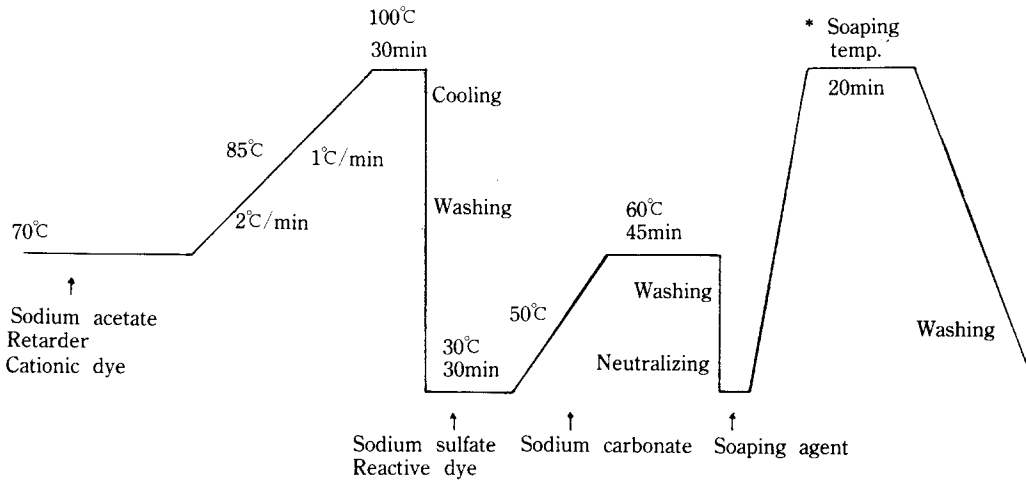 100℃
30min
* Soaping
temp.
20min
Cooling
85℃
1℃/min
Washing
2℃/min
70℃
60℃
45min
Sodium acetate
Retarder
Cationic dye
50℃
Washing
30℃
30min
Neutralizing
Washing
Sodium sulfate
Reactive dye
Sodium carbonate
Soaping agent